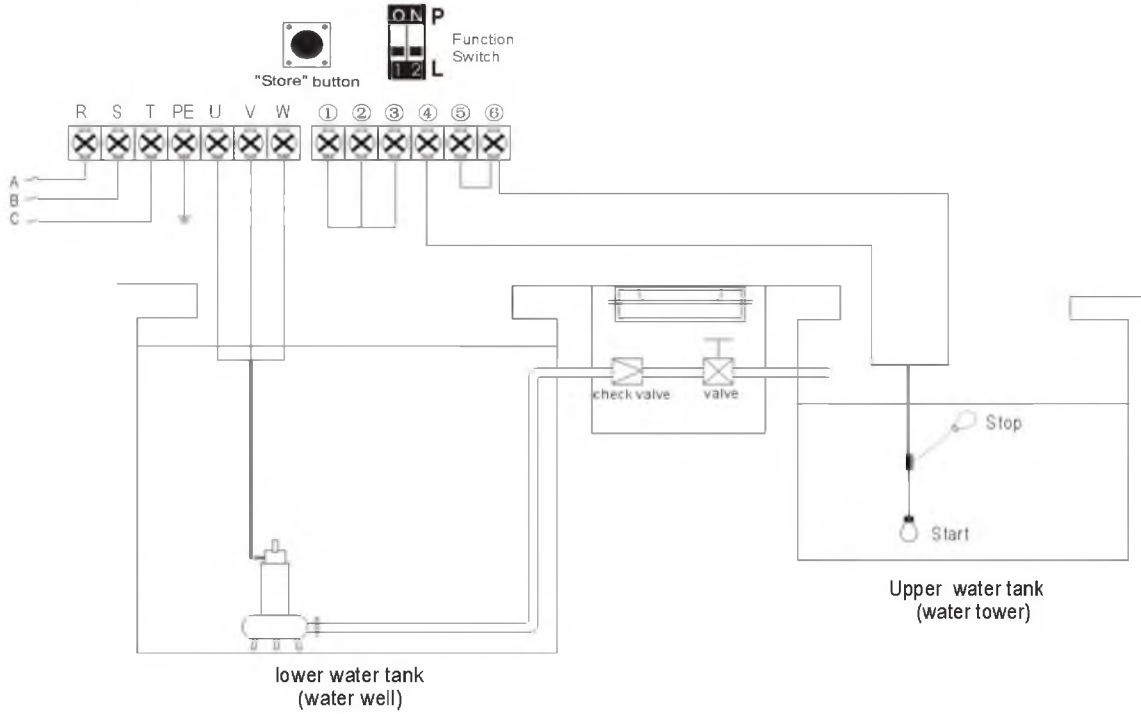 ON P
Function
Switch
1 2 L
"Store" button
R S T PE U V W ① ② ③ ④ ⑤ ⑥
A
B
C
check valve
valve
Stop
Start
Upper water tank
(water tower)
lower water tank
(water well)